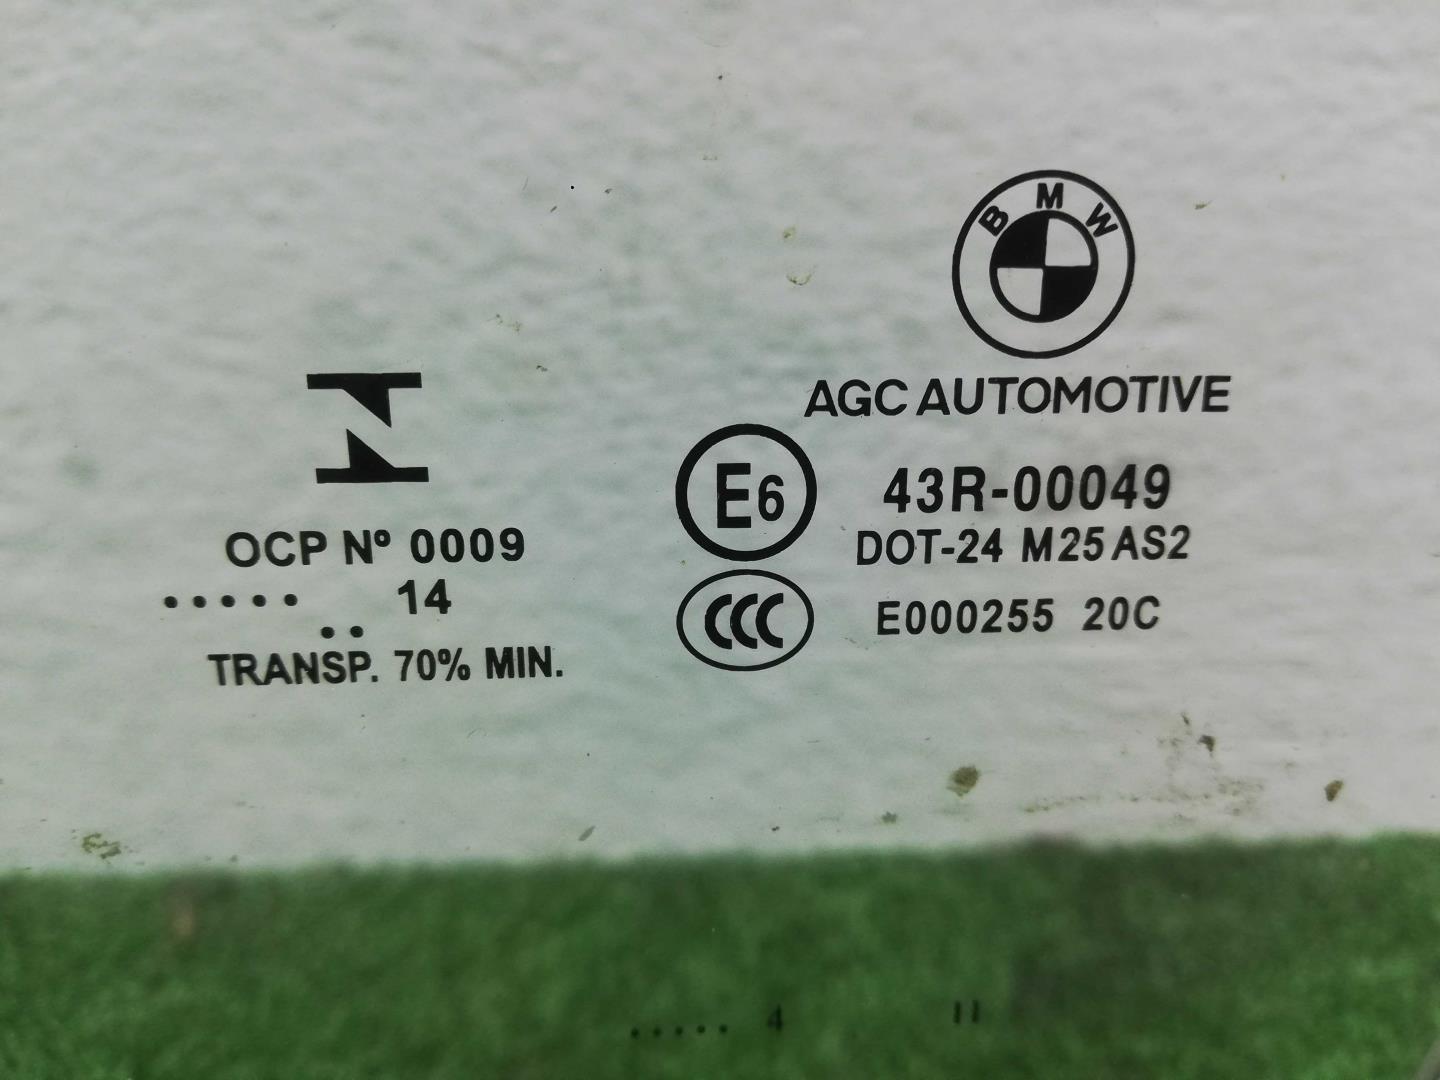 BMW
AGC AUTOMOTIVE
E6
43R-00049
DOT-24 M25 AS2
CCC
E000255 20C
OCP Nº 0009
..... 14
..
TRANSP. 70% MIN.
..... 4 II